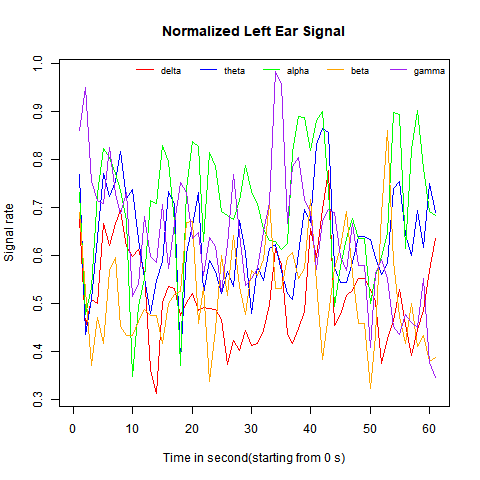 Normalized Left Ear Signal
delta theta alpha beta gamma
Signal rate
1.0
0.9
0.8
0.7
0.6
0.5
0.4
0.3
0 10 20 30 40 50 60
Time in second(starting from 0 s)